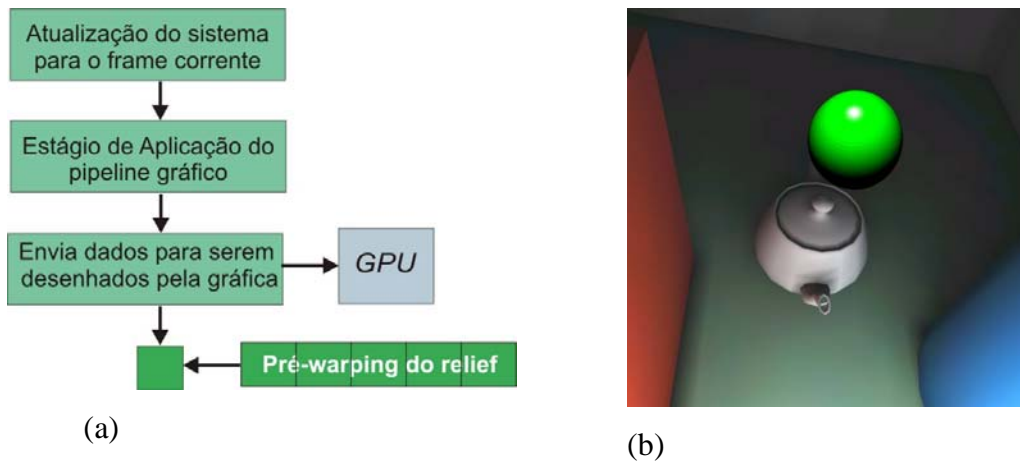 Atualização do sistema
para o frame corrente
Estágio de Aplicação do
pipeline gráfico
Envia dados para serem
desenhados pela gráfica
GPU
Pré-warping do relief
(a)
(b)